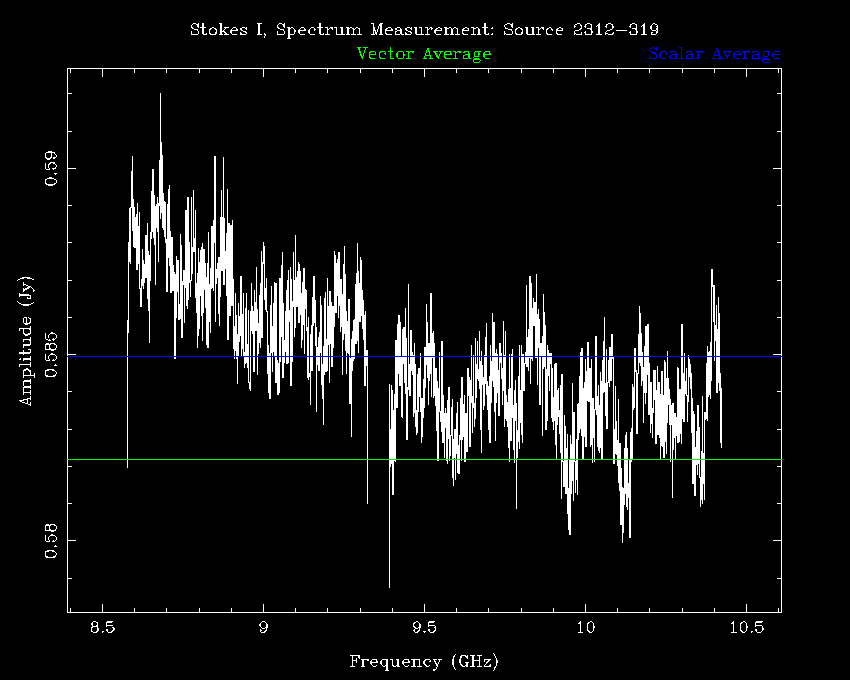 Stokes I, Spectrum Measurement: Source 2312-319
Vector Average Scalar Average
0.59
0.585
0.58
Amplitude (Jy)
8.5 9 9.5 10 10.5
Frequency (GHz)